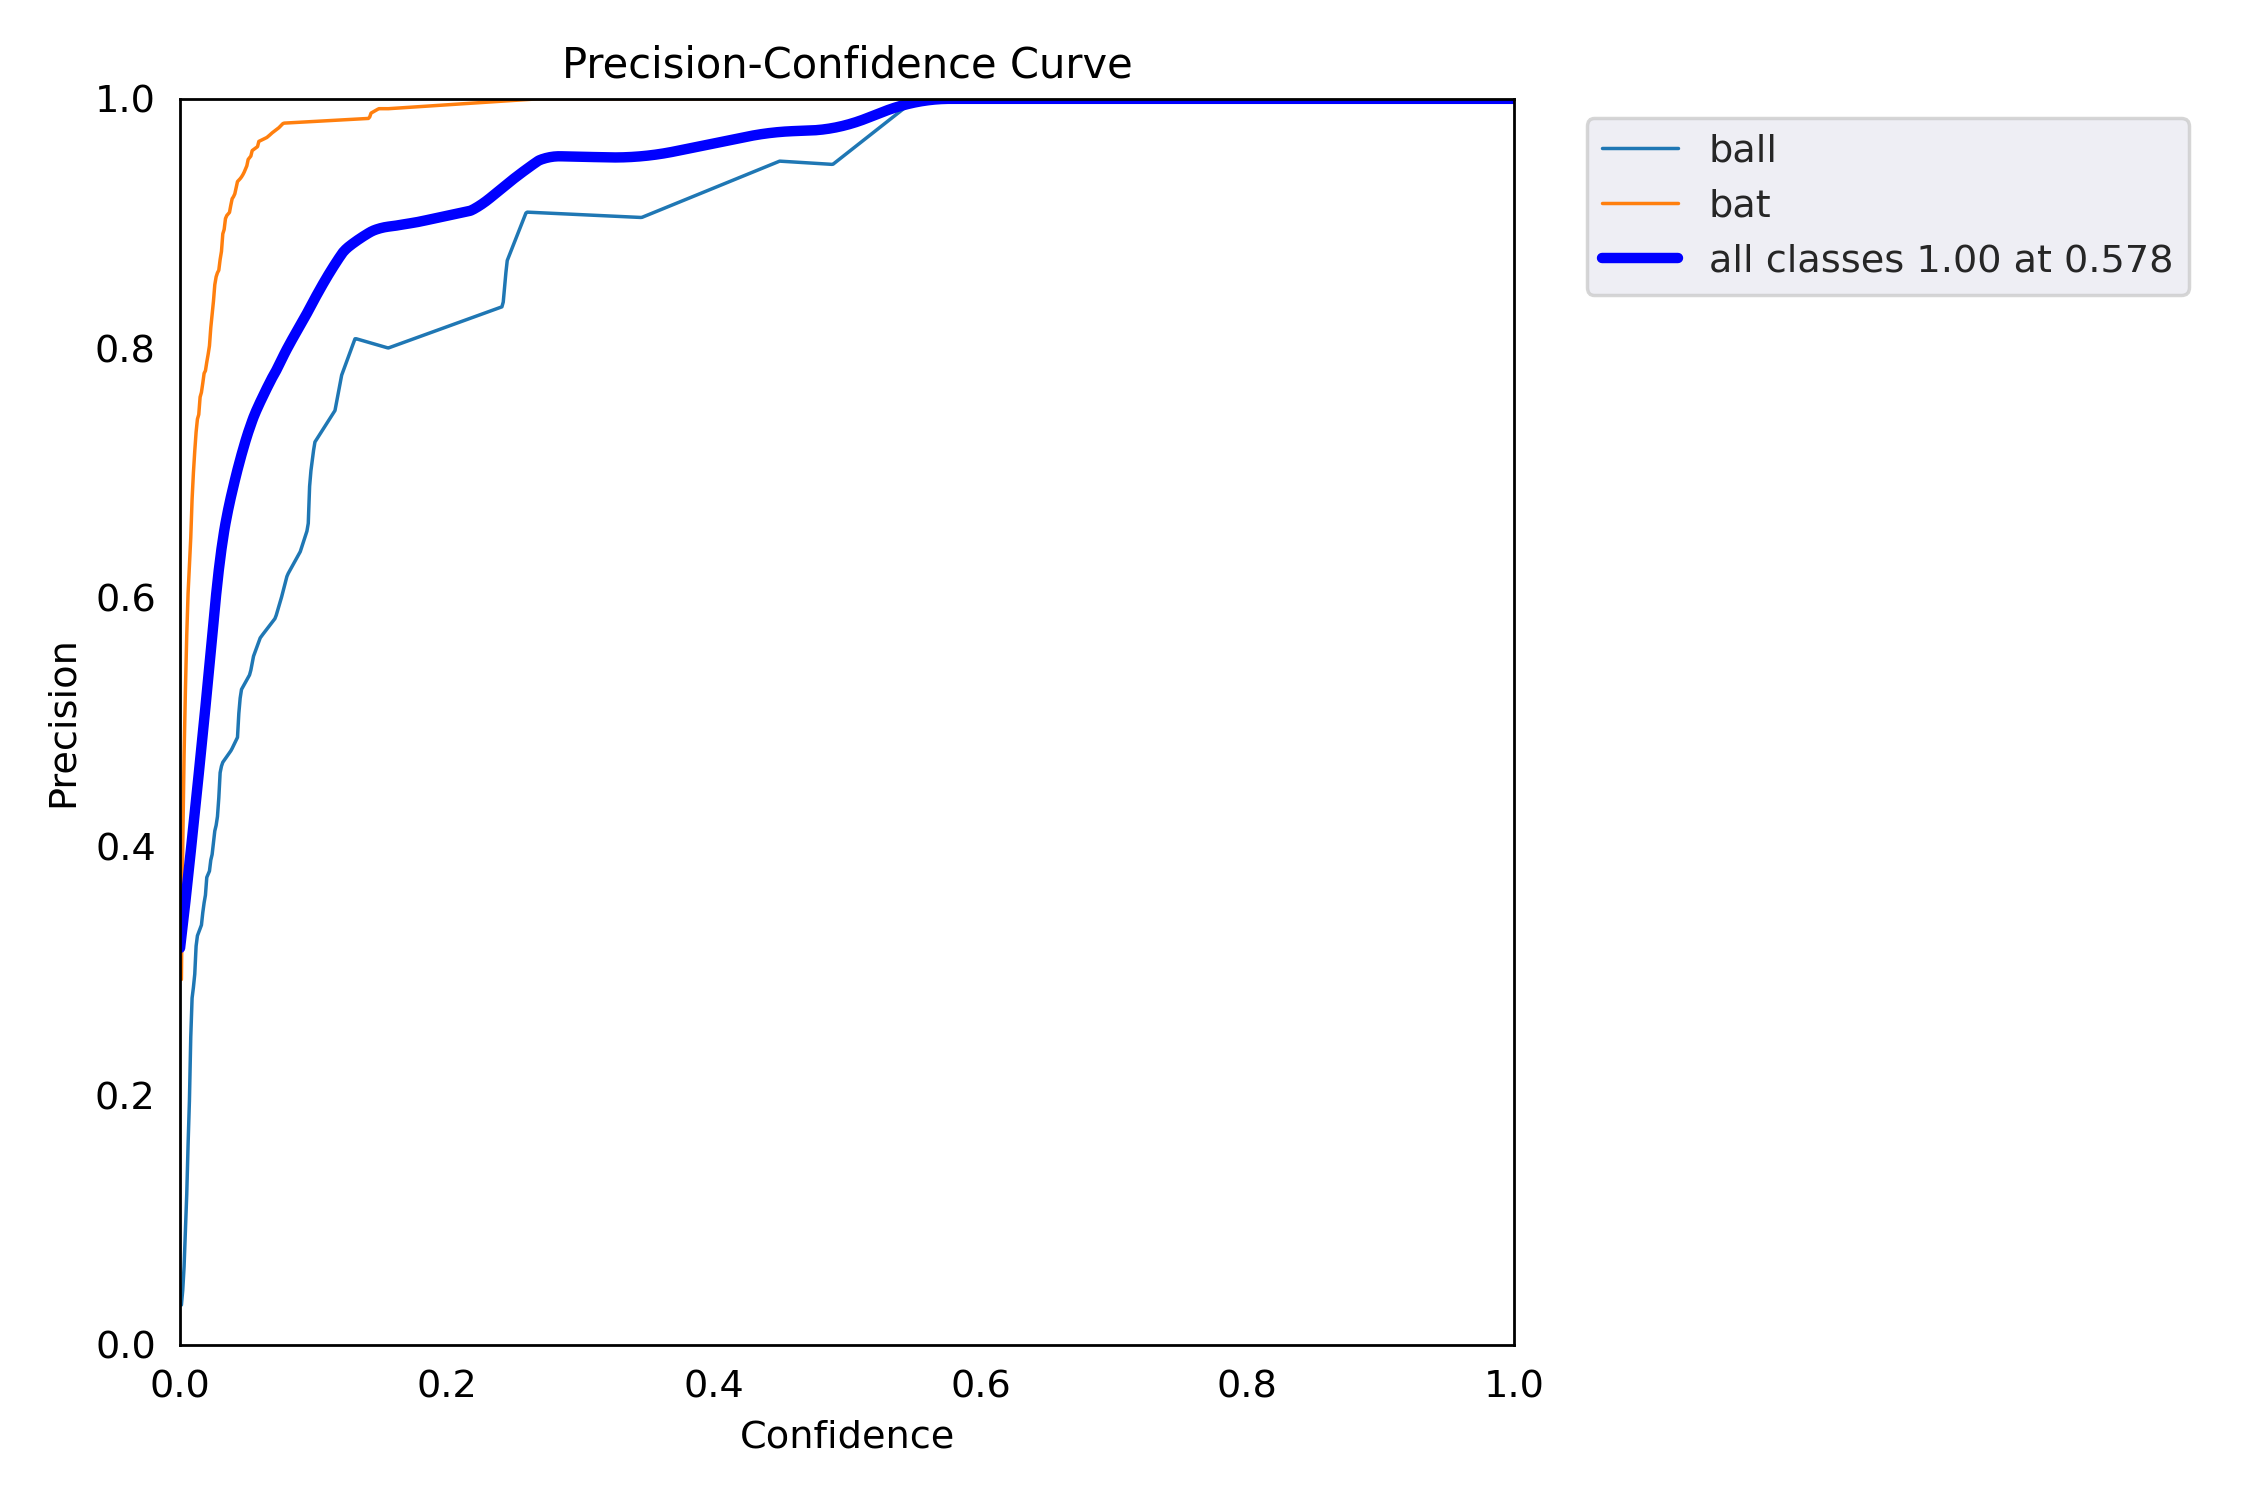 Precision-Confidence Curve
1.0
0.8
0.6
0.4
0.2
0.0
Precision
0.0 0.2 0.4 0.6 0.8 1.0
Confidence
ball
bat
all classes 1.00 at 0.578